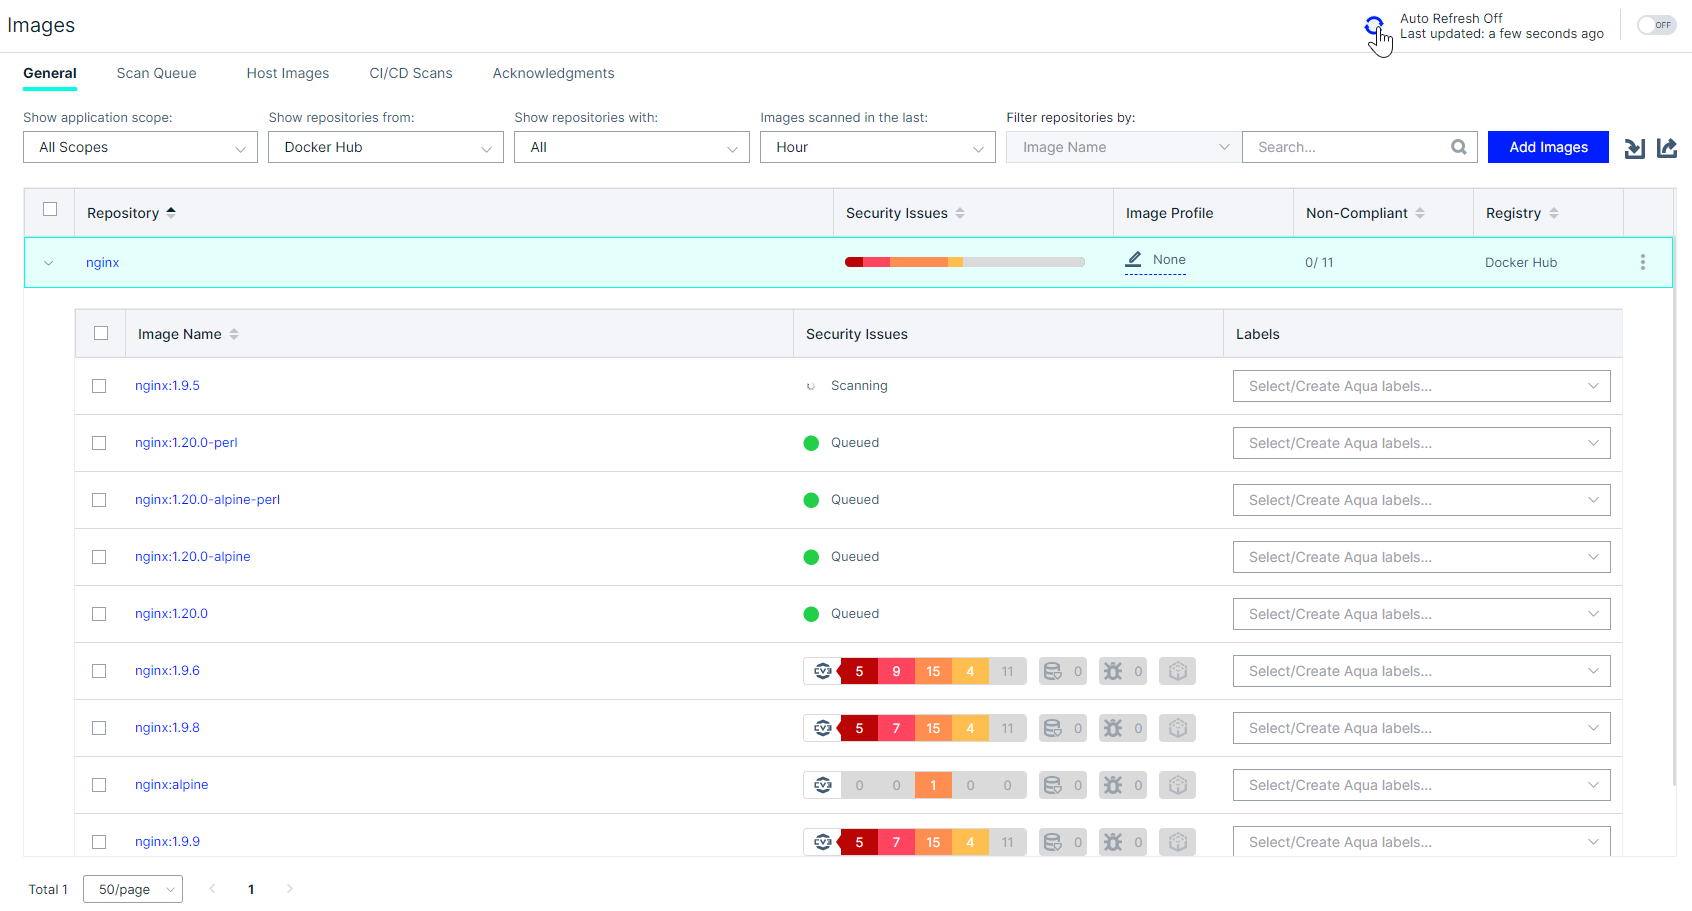 Images
Auto Refresh Off
Last updated: a few seconds ago
OFF
General Scan Queue Host Images CI/CD Scans Acknowledgments
Show application scope: Show repositories from: Show repositories with: Images scanned in the last: Filter repositories by:
All Scopes Docker Hub All Hour Image Name Search... Add Images
Repository Security Issues Image Profile Non-Compliant Registry
nginx None 0/ 11 Docker Hub
Image Name Security Issues Labels
nginx:1.9.5 Scanning Select/Create Aqua labels...
nginx:1.20.0-perl Queued Select/Create Aqua labels...
nginx:1.20.0-alpine-perl Queued Select/Create Aqua labels...
nginx:1.20.0-alpine Queued Select/Create Aqua labels...
nginx:1.20.0 Queued Select/Create Aqua labels...
nginx:1.9.6 CVE 5 9 15 4 11 0 0 Select/Create Aqua labels...
nginx:1.9.8 CVE 5 7 15 4 11 0 0 Select/Create Aqua labels...
nginx:alpine CVE 0 0 1 0 0 0 0 Select/Create Aqua labels...
nginx:1.9.9 CVE 5 7 15 4 11 0 0 Select/Create Aqua labels...
Total 1 50/page 1